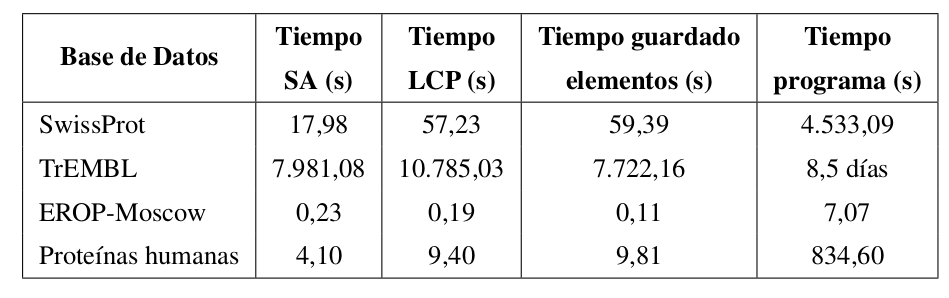 Base de Datos Tiempo SA (s) Tiempo LCP (s) Tiempo guardado elementos (s) Tiempo programa (s)
SwissProt 17,98 57,23 59,39 4.533,09
TrEMBL 7.981,08 10.785,03 7.722,16 8,5 días
EROP-Moscow 0,23 0,19 0,11 7,07
Proteínas humanas 4,10 9,40 9,81 834,60